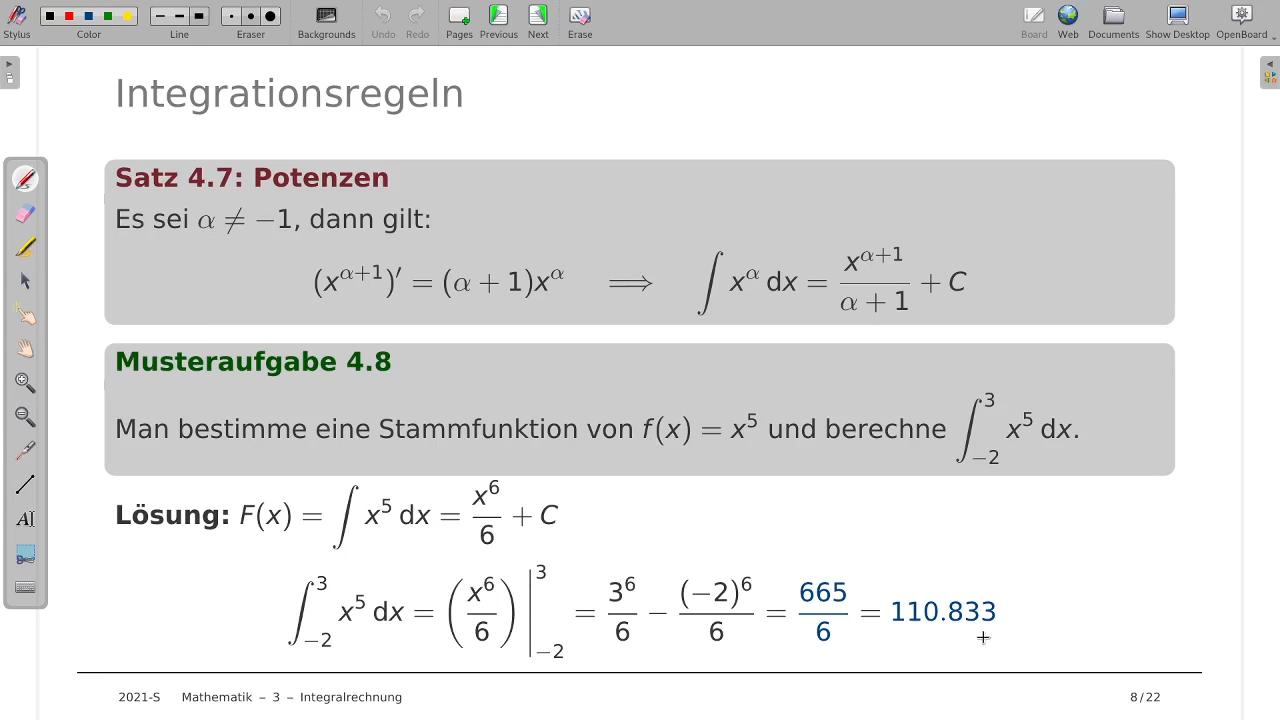 Stylus Color Line Eraser Backgrounds Undo Redo Pages Previous Next Erase Board Web Documents Show Desktop OpenBoard
Integrationsregeln
Satz 4.7: Potenzen
Es sei α ≠ −1, dann gilt:
(x^{α+1})′ = (α + 1)x^α ⟹ ∫ x^α dx = x^{α+1}/(α + 1) + C
Musteraufgabe 4.8
Man bestimme eine Stammfunktion von f(x) = x^5 und berechne ∫_{−2}^{3} x^5 dx.
Lösung: F(x) = ∫ x^5 dx = x^6/6 + C
∫_{−2}^{3} x^5 dx = (x^6/6)|_{−2}^{3} = 3^6/6 − (−2)^6/6 = 665/6 = 110.833
2021-S Mathematik – 3 – Integralrechnung 8 / 22